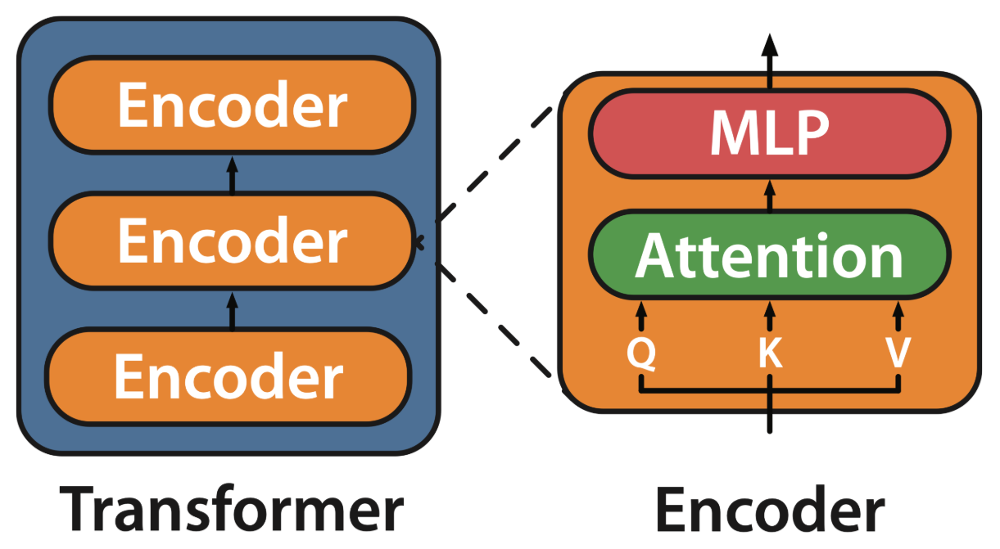 Encoder
Encoder
Encoder
Transformer
MLP
Attention
Q K V
Encoder